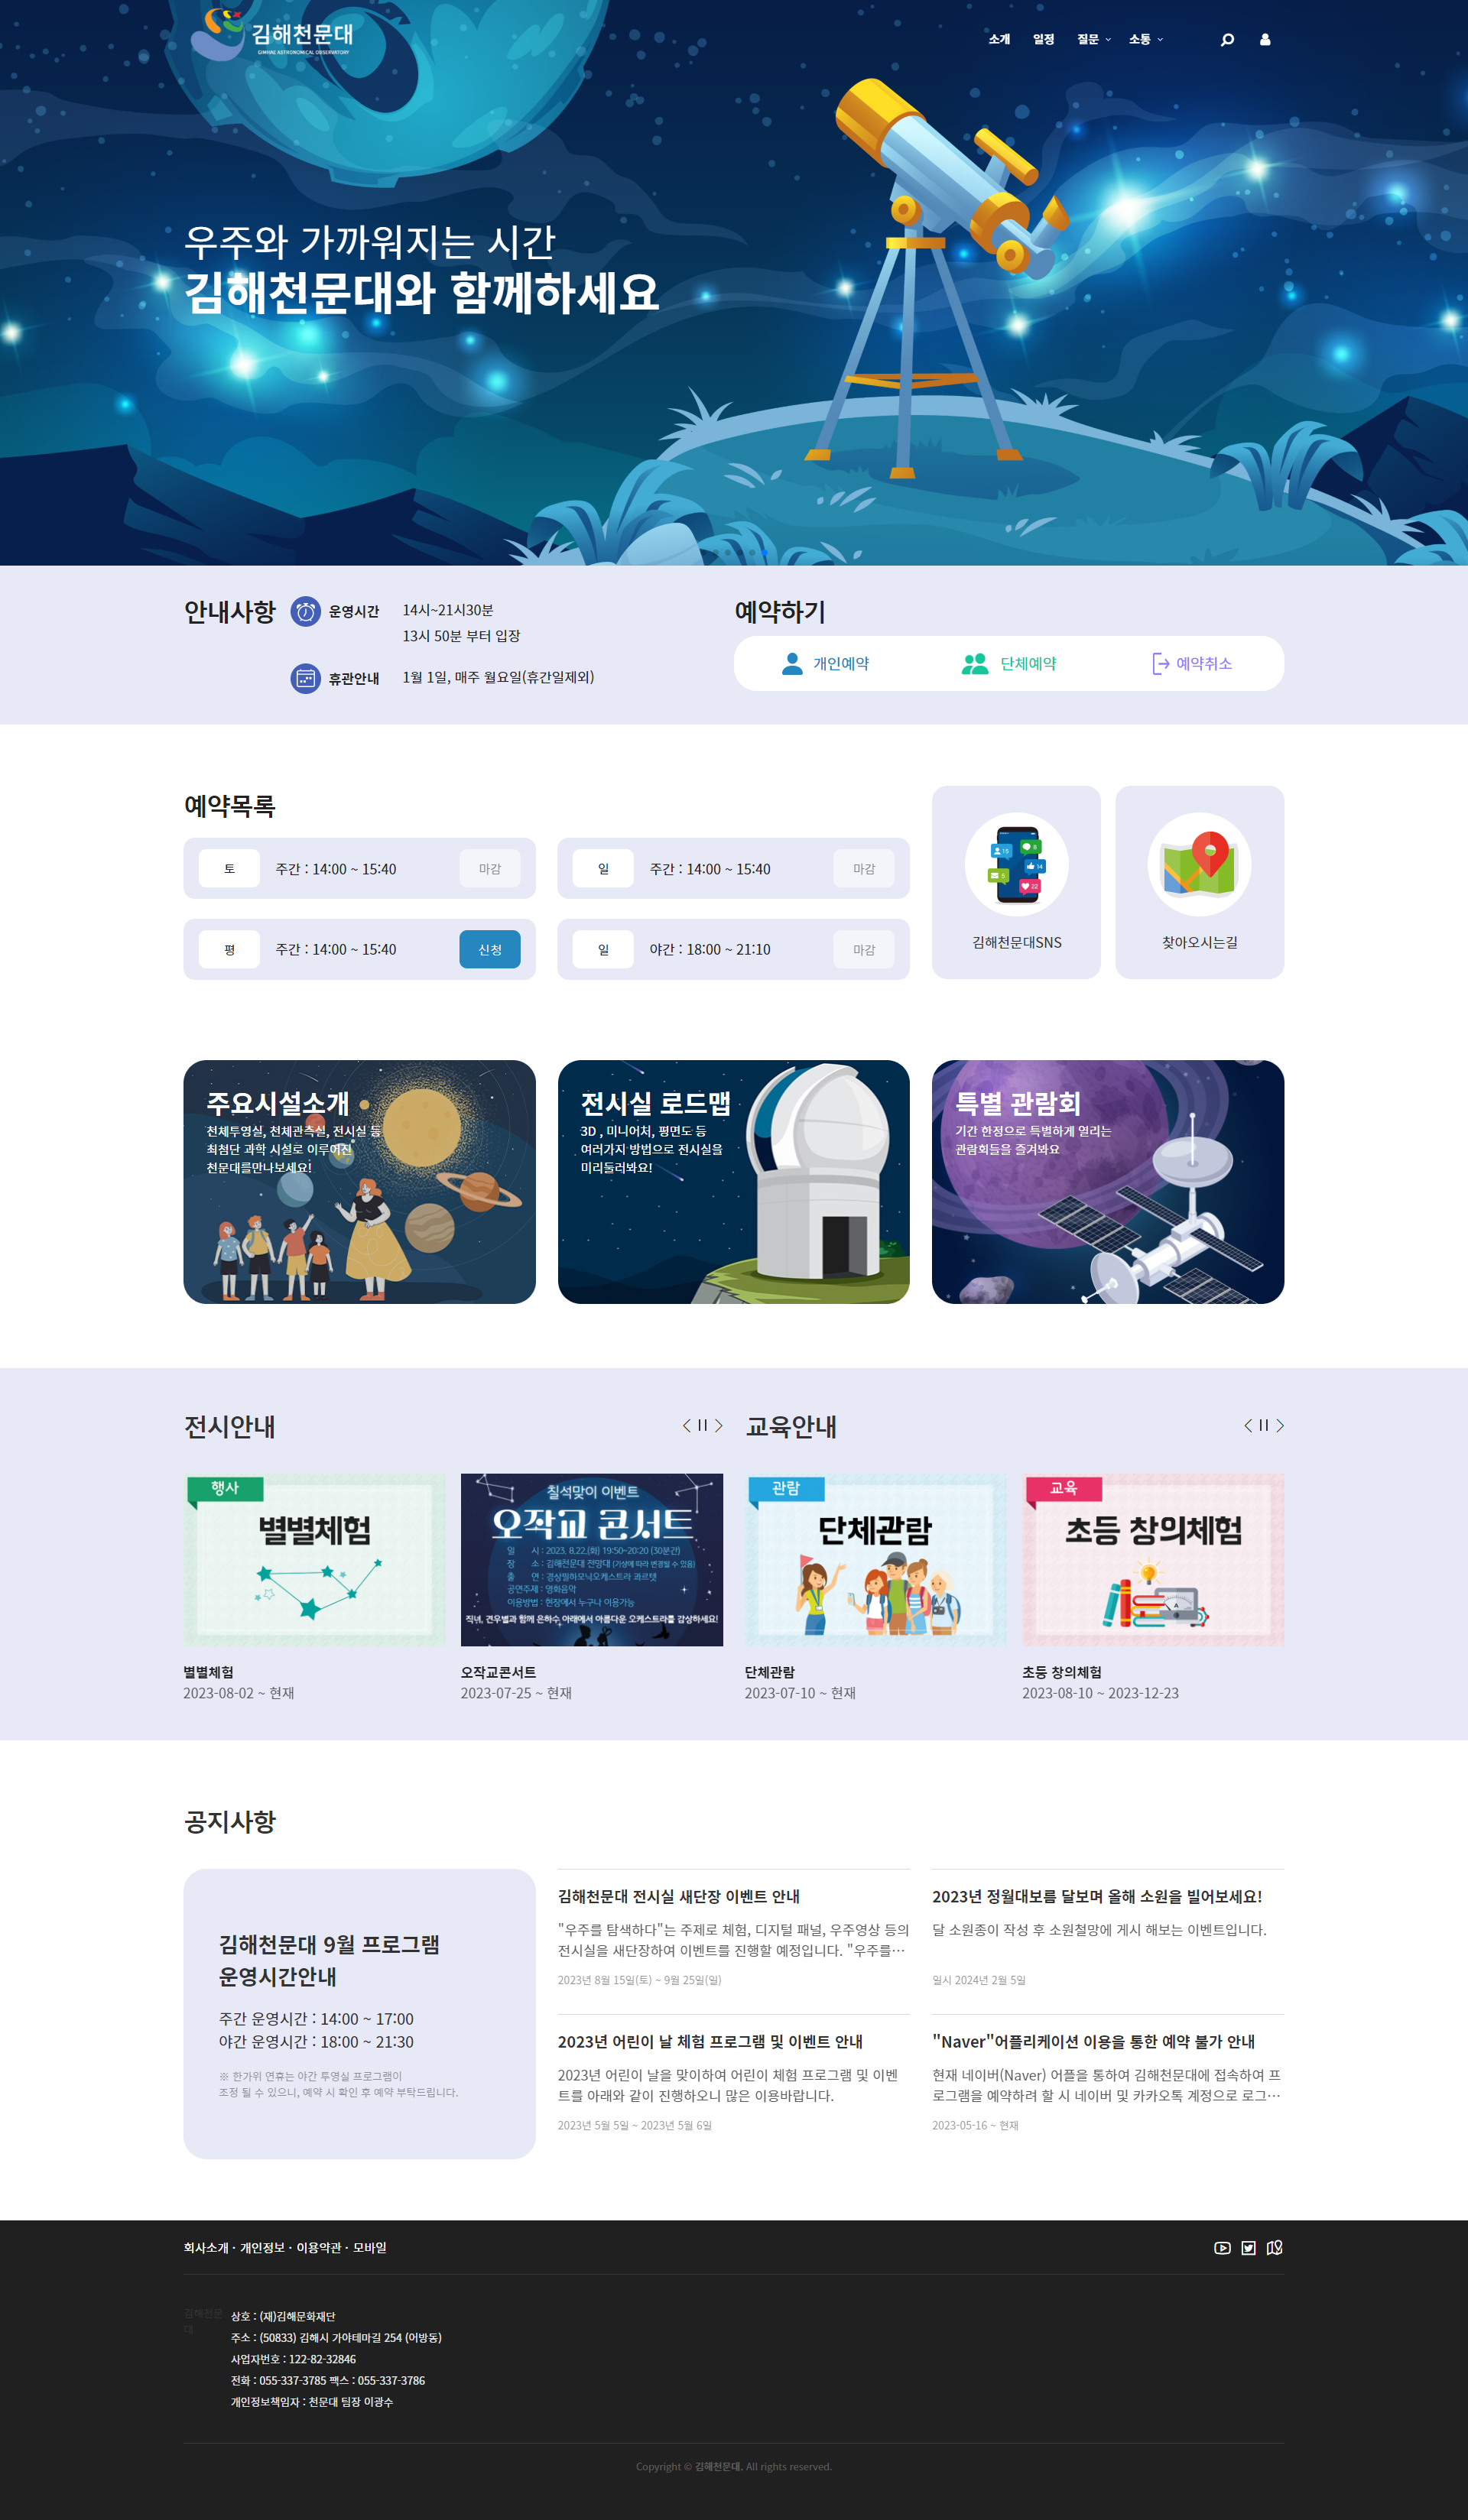 김해천문대
GIMHAE ASTRONOMICAL OBSERVATORY
소개
일정
질문
소통
우주와 가까워지는 시간
김해천문대와 함께하세요
안내사항
운영시간
14시~21시30분
13시 50분 부터 입장
휴관안내
1월 1일, 매주 월요일(휴간일제외)
예약하기
개인예약
단체예약
예약취소
예약목록
토
주간 : 14:00 ~ 15:40
마감
일
주간 : 14:00 ~ 15:40
마감
평
주간 : 14:00 ~ 15:40
신청
일
야간 : 18:00 ~ 21:10
마감
김해천문대SNS
찾아오시는길
주요시설소개
천체투영실, 천체관측실, 전시실 등
최첨단 과학 시설로 이루어진
천문대를만나보세요!
전시실 로드맵
3D , 미니어처, 평면도 등
여러가지 방법으로 전시실을
미리둘러봐요!
특별 관람회
기간 한정으로 특별하게 열리는
관람회들을 즐겨봐요
전시안내
교육안내
행사
별별체험
칠석맞이 이벤트
오작교 콘서트
일 시 : 2023. 8.22.(화) 19:50~20:20 (30분간)
장 소 : 김해천문대 전망대 (기상에 따라 변경될 수 있음)
출 연 : 경상필하모닉오케스트라 콰르텟
공연주제 : 영화음악
이용방법 : 현장에서 누구나 이용가능
직녀, 견우별과 함께 은하수 아래에서 아름다운 오케스트라를 감상하세요!
관람
단체관람
교육
초등 창의체험
별별체험
2023-08-02 ~ 현재
오작교콘서트
2023-07-25 ~ 현재
단체관람
2023-07-10 ~ 현재
초등 창의체험
2023-08-10 ~ 2023-12-23
공지사항
김해천문대 9월 프로그램
운영시간안내
주간 운영시간 : 14:00 ~ 17:00
야간 운영시간 : 18:00 ~ 21:30
※ 한가위 연휴는 야간 투영실 프로그램이
조정 될 수 있으니, 예약 시 확인 후 예약 부탁드립니다.
김해천문대 전시실 새단장 이벤트 안내
"우주를 탐색하다"는 주제로 체험, 디지털 패널, 우주영상 등의
전시실을 새단장하여 이벤트를 진행할 예정입니다. "우주를…
2023년 8월 15일(토) ~ 9월 25일(일)
2023년 정월대보름 달보며 올해 소원을 빌어보세요!
달 소원종이 작성 후 소원철망에 게시 해보는 이벤트입니다.
일시 2024년 2월 5일
2023년 어린이 날 체험 프로그램 및 이벤트 안내
2023년 어린이 날을 맞이하여 어린이 체험 프로그램 및 이벤
트를 아래와 같이 진행하오니 많은 이용바랍니다.
2023년 5월 5일 ~ 2023년 5월 6일
"Naver"어플리케이션 이용을 통한 예약 불가 안내
현재 네이버(Naver) 어플을 통하여 김해천문대에 접속하여 프
로그램을 예약하려 할 시 네이버 및 카카오톡 계정으로 로그…
2023-05-16 ~ 현재
회사소개 · 개인정보 · 이용약관 · 모바일
김해천문
대
상호 : (재)김해문화재단
주소 : (50833) 김해시 가야테마길 254 (어방동)
사업자번호 : 122-82-32846
전화 : 055-337-3785 팩스 : 055-337-3786
개인정보책임자 : 천문대 팀장 이광수
Copyright © 김해천문대. All rights reserved.